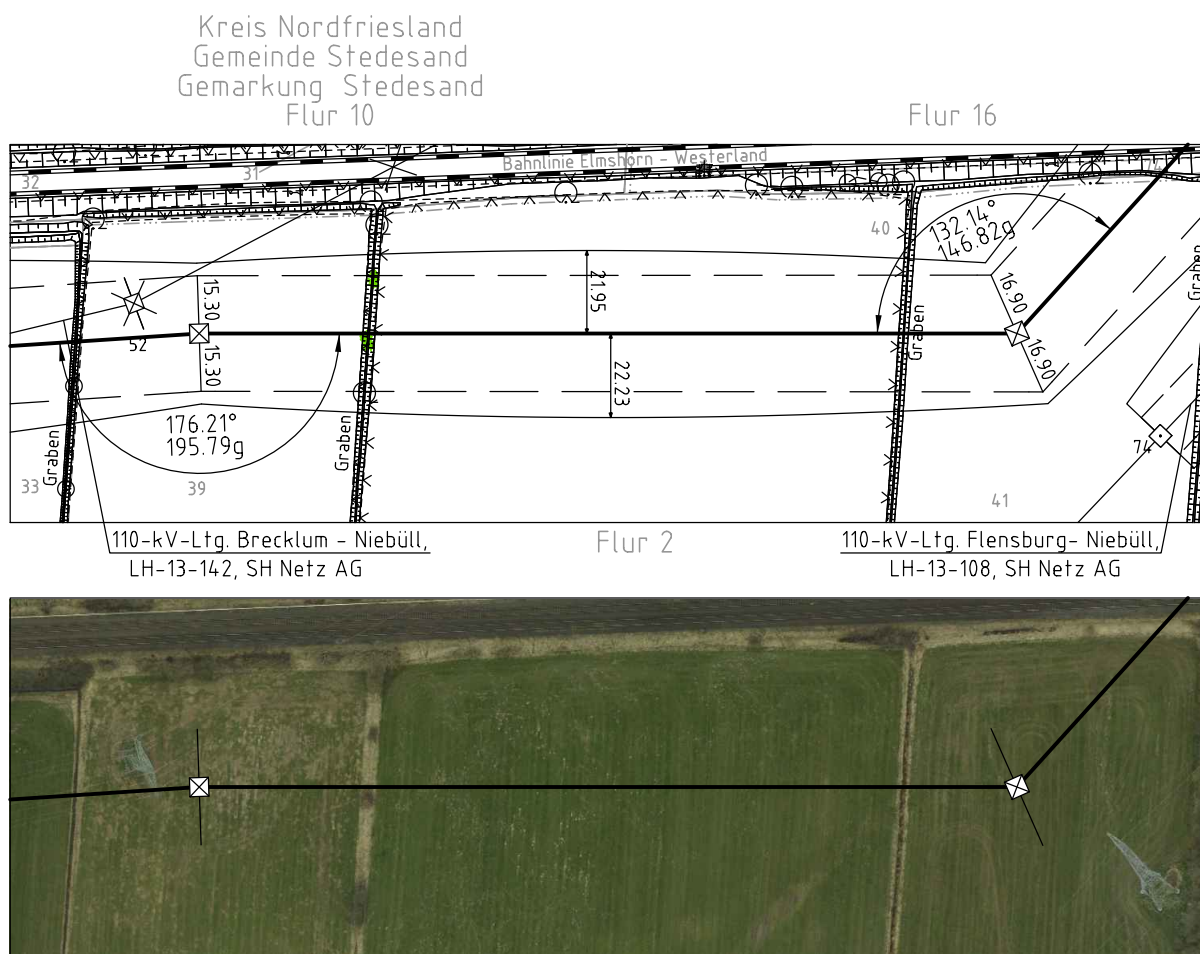 Kreis Nordfriesland
Gemeinde Stedesand
Gemarkung Stedesand
Flur 10
Flur 16
Bahnlinie Elmshorn - Westerland
32
31
74
40
132.14°
146.82g
15.30
15.30
52
21.95
22.23
Graben
16.90
16.90
Graben
176.21°
195.79g
Graben
Graben
33
39
74
41
110-kV-Ltg. Brecklum - Niebüll,
LH-13-142, SH Netz AG
Flur 2
110-kV-Ltg. Flensburg- Niebüll,
LH-13-108, SH Netz AG